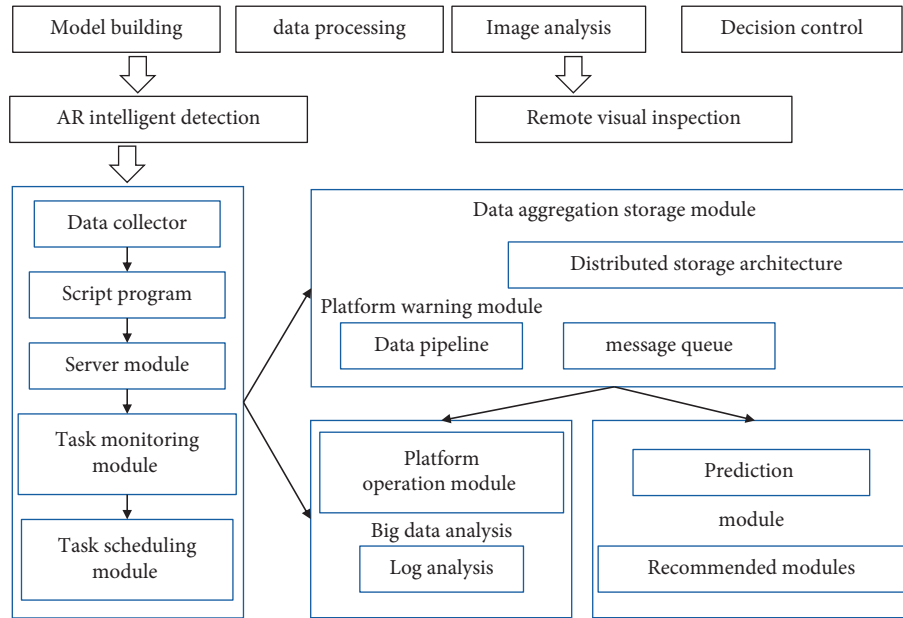 Model building
data processing
Image analysis
Decision control
AR intelligent detection
Remote visual inspection
Data collector
Script program
Server module
Task monitoring
module
Task scheduling
module
Data aggregation storage module
Distributed storage architecture
Platform warning module
Data pipeline
message queue
Platform
operation module
Big data analysis
Log analysis
Prediction
module
Recommended modules